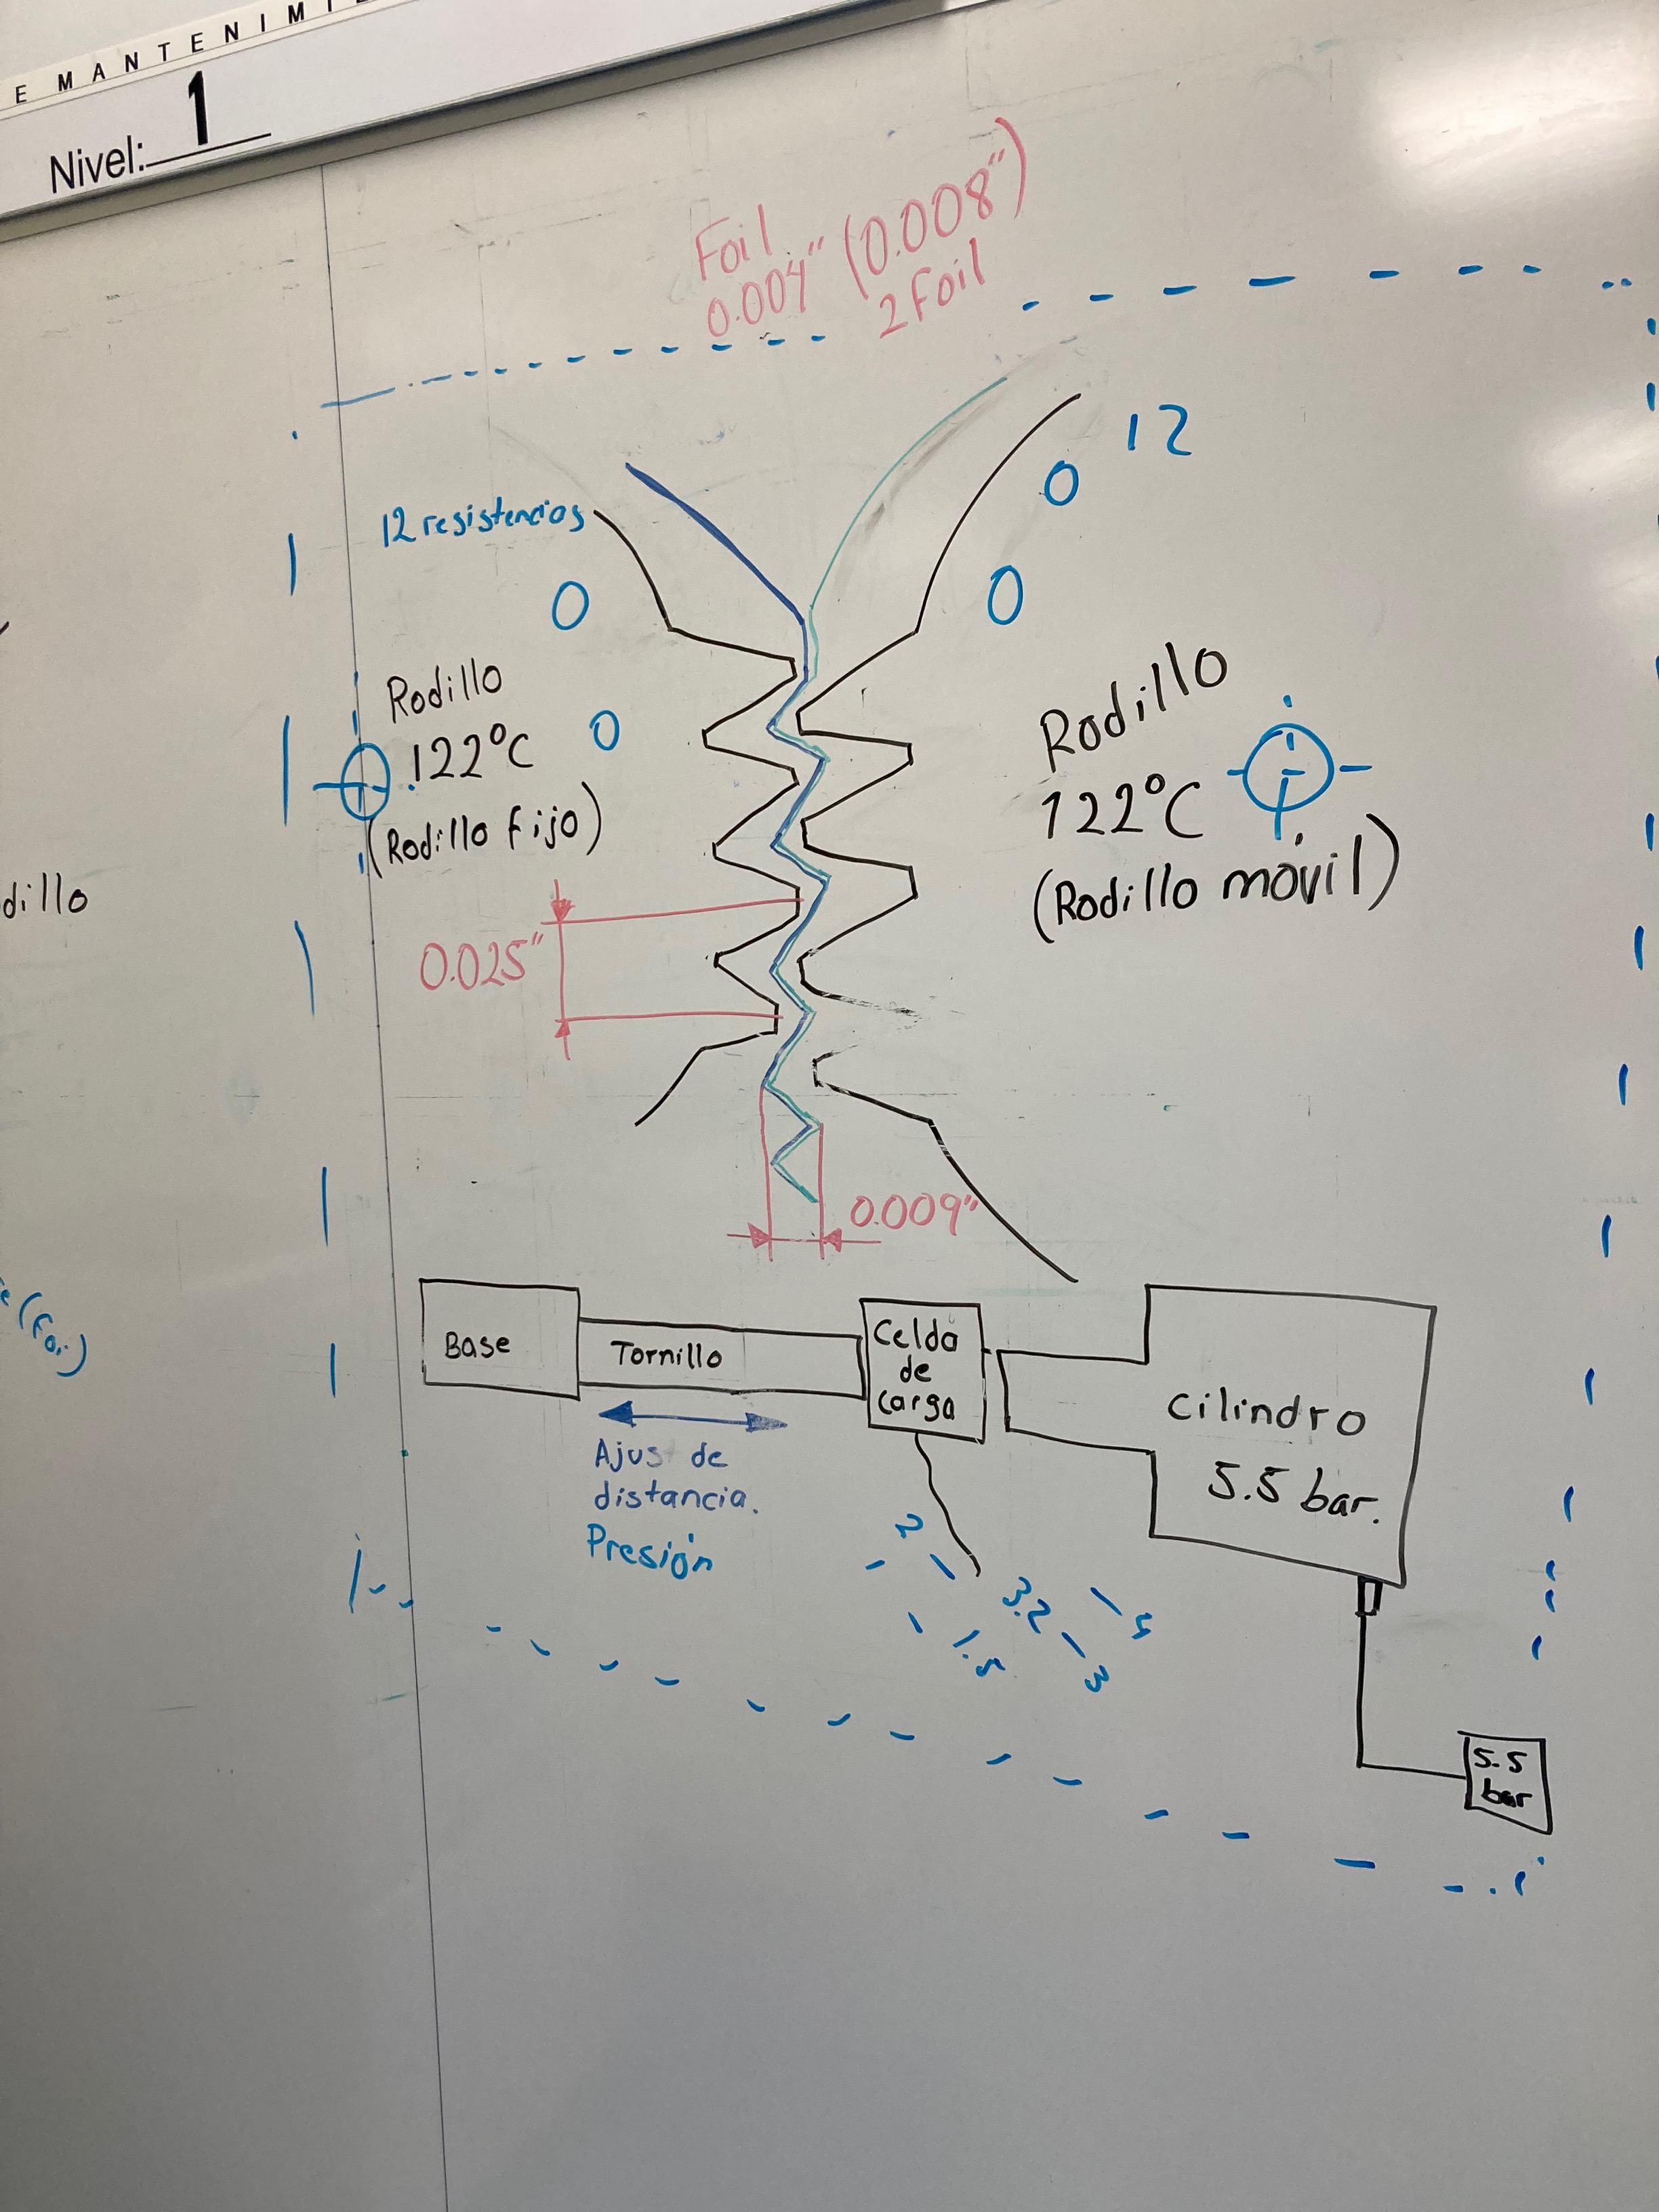 E MANTENIMI
Nivel: 1
Foil
0.004" (0.008")
2 Foil
12
0
12 resistencias
0
0
Rodillo
122°C
0
(Rodillo fijo)
Rodillo
122°C
(Rodillo móvil)
dillo
0.025"
0.009"
Base
Tornillo
Celda
de
carga
cilindro
5.5 bar.
Ajus de
distancia.
Presión
2
3.2
5
1.5
3
5.5
bar